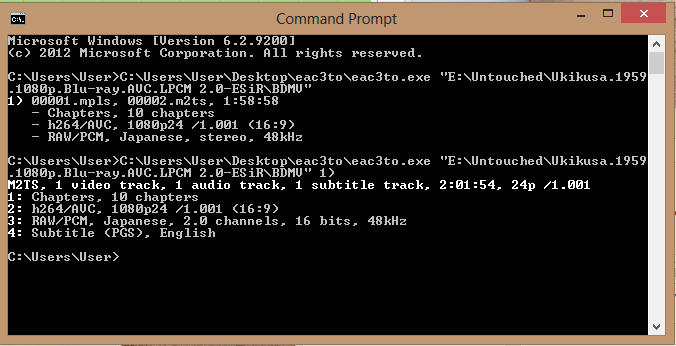 Command Prompt
Microsoft Windows [Version 6.2.9200]
(c) 2012 Microsoft Corporation. All rights reserved.
C:\Users\User>C:\Users\User\Desktop\eac3to\eac3to.exe "E:\Untouched\Ukikusa.1959
.1080p.Blu-ray.AVC.LPCM 2.0-ESiR\BDMV"
1) 00001.mpls, 00002.m2ts, 1:58:58
- Chapters, 10 chapters
- h264/AVC, 1080p24 /1.001 (16:9)
- RAW/PCM, Japanese, stereo, 48kHz
C:\Users\User>C:\Users\User\Desktop\eac3to\eac3to.exe "E:\Untouched\Ukikusa.1959
.1080p.Blu-ray.AVC.LPCM 2.0-ESiR\BDMV" 1)
M2TS, 1 video track, 1 audio track, 1 subtitle track, 2:01:54, 24p /1.001
1: Chapters, 10 chapters
2: h264/AVC, 1080p24 /1.001 (16:9)
3: RAW/PCM, Japanese, 2.0 channels, 16 bits, 48kHz
4: Subtitle (PGS), English
C:\Users\User>